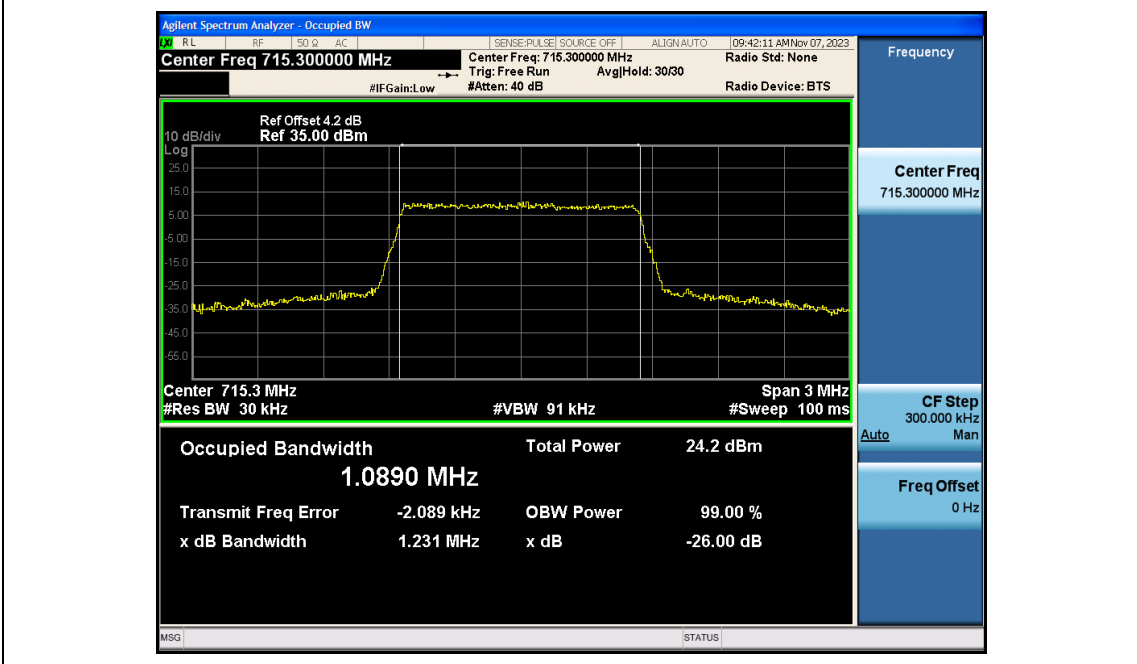 Agilent Spectrum Analyzer - Occupied BW
LXI RL RF 50 Ω AC SENSE:PULSE SOURCE OFF ALIGN AUTO 09:42:11 AM Nov 07, 2023
Center Freq 715.300000 MHz
Center Freq: 715.300000 MHz Radio Std: None
Trig: Free Run Avg|Hold: 30/30
#IFGain:Low #Atten: 40 dB Radio Device: BTS
Frequency
Ref Offset 4.2 dB
10 dB/div Ref 35.00 dBm
Log
25.0
15.0
5.00
-5.00
-15.0
-25.0
-35.0
-45.0
-55.0
Center 715.3 MHz Span 3 MHz
#Res BW 30 kHz #VBW 91 kHz #Sweep 100 ms
Center Freq
715.300000 MHz
CF Step
300.000 kHz
Auto Man
Freq Offset
0 Hz
Occupied Bandwidth Total Power 24.2 dBm
1.0890 MHz
Transmit Freq Error -2.089 kHz OBW Power 99.00 %
x dB Bandwidth 1.231 MHz x dB -26.00 dB
MSG STATUS